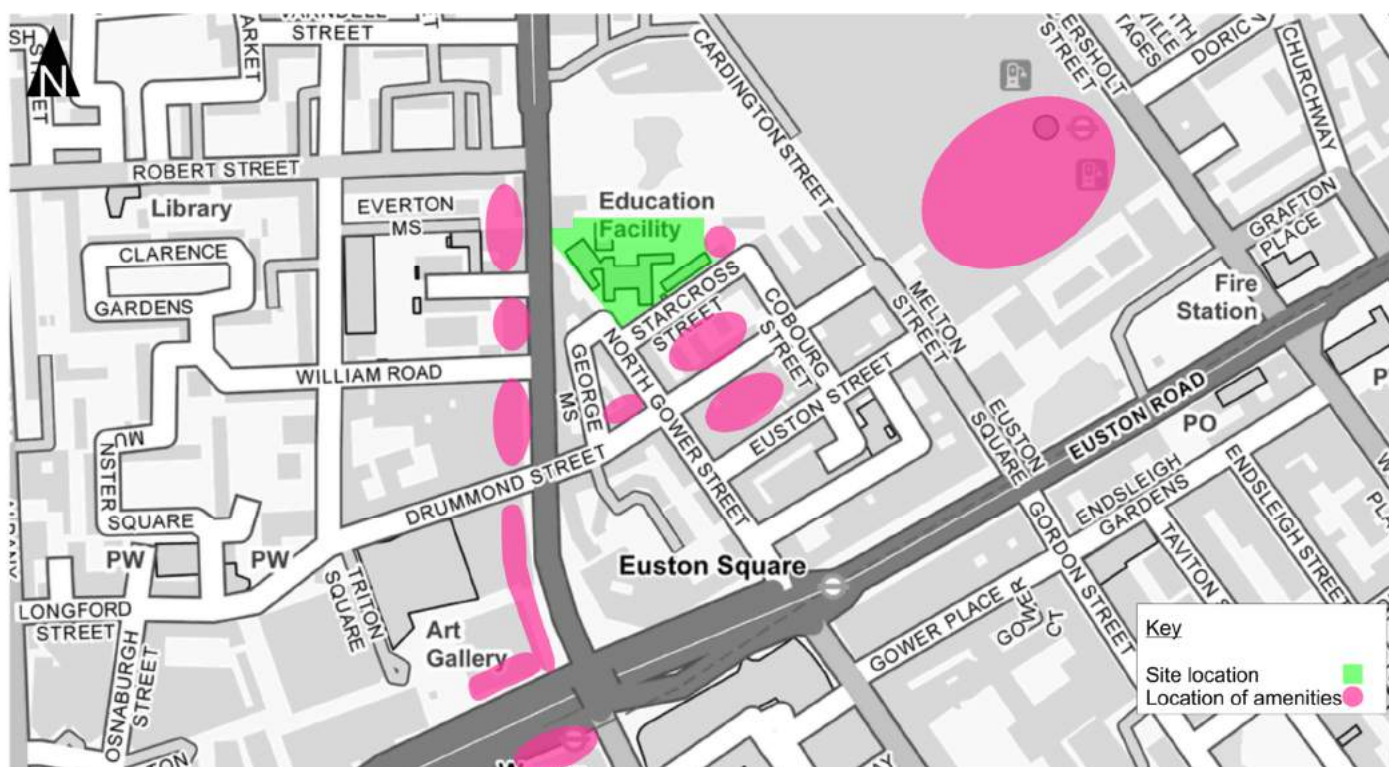 N
STREET
ROBERT STREET
Library
EVERTON
MS
CLARENCE
GARDENS
WILLIAM ROAD
MU
NSTER
SQUARE
PW
PW
LONGFORD
STREET
OSNABURGH
STREET
TRITON
SQUARE
DRUMMOND STREET
Art
Gallery
Education
Facility
STARCROSS
STREET
COBOURG
STREET
GEORGE
MS
NORTH GOWER STREET
EUSTON STREET
CARDINGTON STREET
MELTON
STREET
EUSTON
SQUARE
EUSTON ROAD
Euston Square
GORDON STREET
GOWER PLACE
GOWER
CT
ENDSLEIGH
GARDENS
ENDSLEIGH STREET
PO
Fire
Station
GRAFTON
PLACE
CHURCHWAY
Key
Site location
Location of amenities